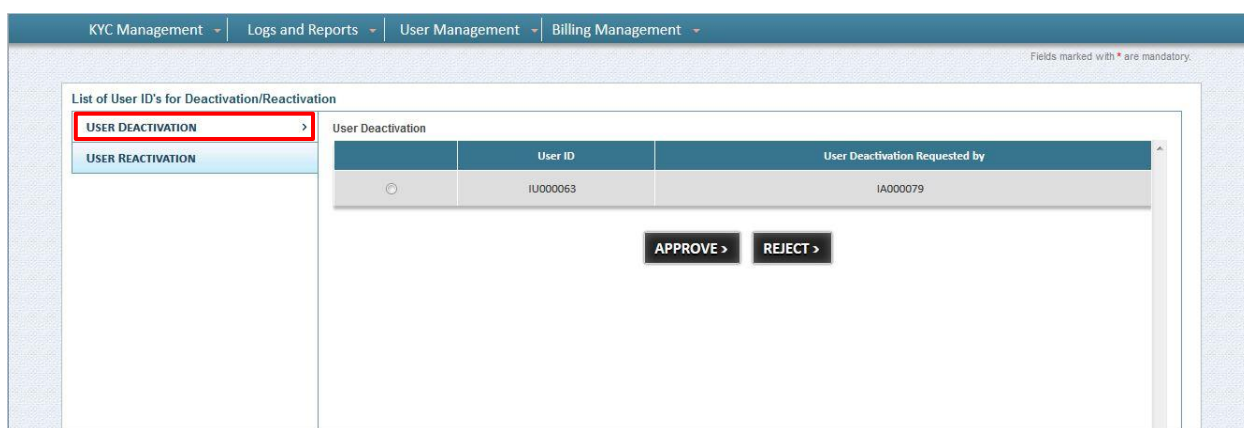 KYC Management Logs and Reports User Management Billing Management
Fields marked with * are mandatory.
List of User ID's for Deactivation/Reactivation
USER DEACTIVATION >
USER REACTIVATION
User Deactivation
User ID User Deactivation Requested by
IU000063 IA000079
APPROVE > REJECT >